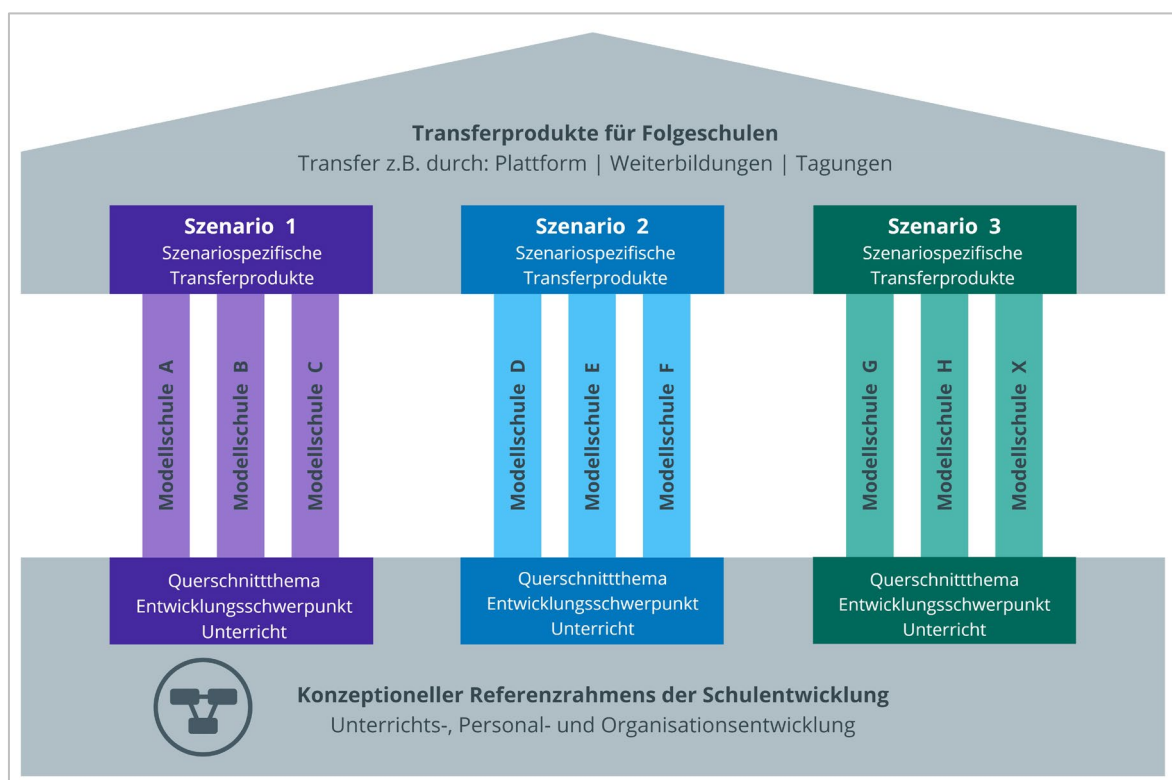 Transferprodukte für Folgeschulen
Transfer z.B. durch: Plattform | Weiterbildungen | Tagungen
Szenario 1
Szenariospezifische
Transferprodukte
Szenario 2
Szenariospezifische
Transferprodukte
Szenario 3
Szenariospezifische
Transferprodukte
Modellschule A
Modellschule B
Modellschule C
Modellschule D
Modellschule E
Modellschule F
Modellschule G
Modellschule H
Modellschule X
Querschnittthema
Entwicklungsschwerpunkt
Unterricht
Querschnittthema
Entwicklungsschwerpunkt
Unterricht
Querschnittthema
Entwicklungsschwerpunkt
Unterricht
Konzeptioneller Referenzrahmens der Schulentwicklung
Unterrichts-, Personal- und Organisationsentwicklung